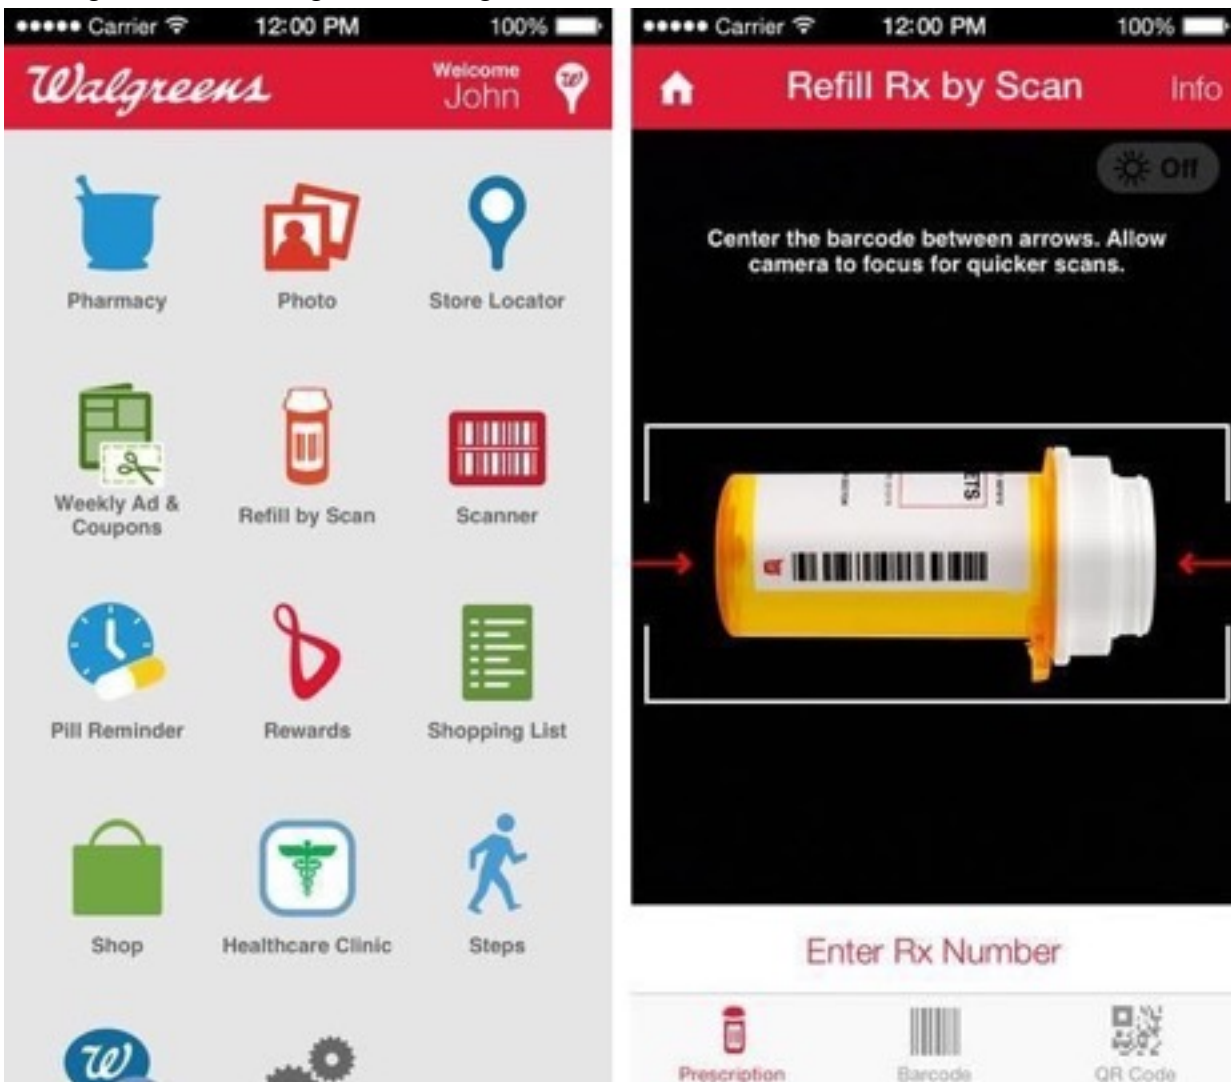 Carrier 12:00 PM 100%
Walgreens
Welcome
John
Pharmacy
Photo
Store Locator
Weekly Ad &
Coupons
Refill by Scan
Scanner
Pill Reminder
Rewards
Shopping List
Shop
Healthcare Clinic
Steps
W
Carrier 12:00 PM 100%
Refill Rx by Scan
Info
Off
Center the barcode between arrows. Allow
camera to focus for quicker scans.
ETS
Enter Rx Number
Prescription
Barcode
QR Code